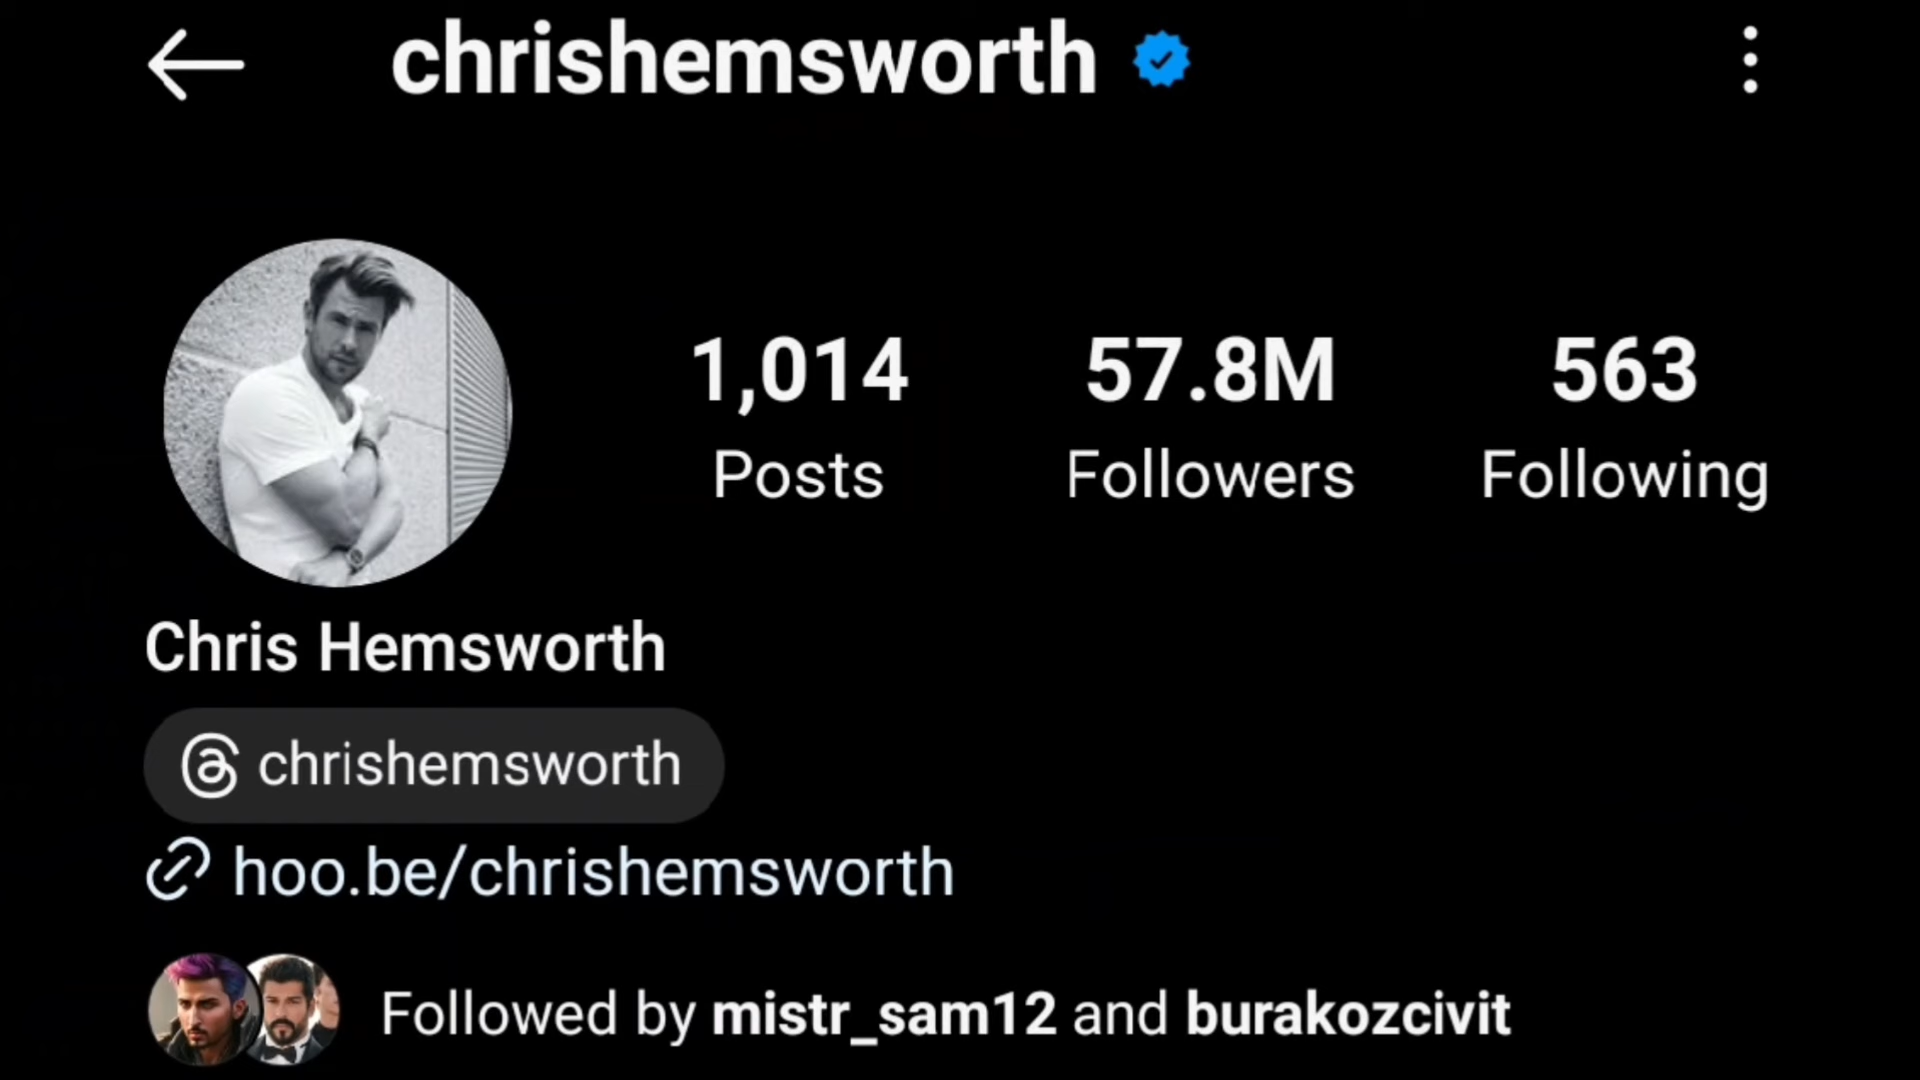 chrishemsworth
1,014 57.8M 563
Posts Followers Following
Chris Hemsworth
chrishemsworth
hoo.be/chrishemsworth
Followed by mistr_sam12 and burakozcivit